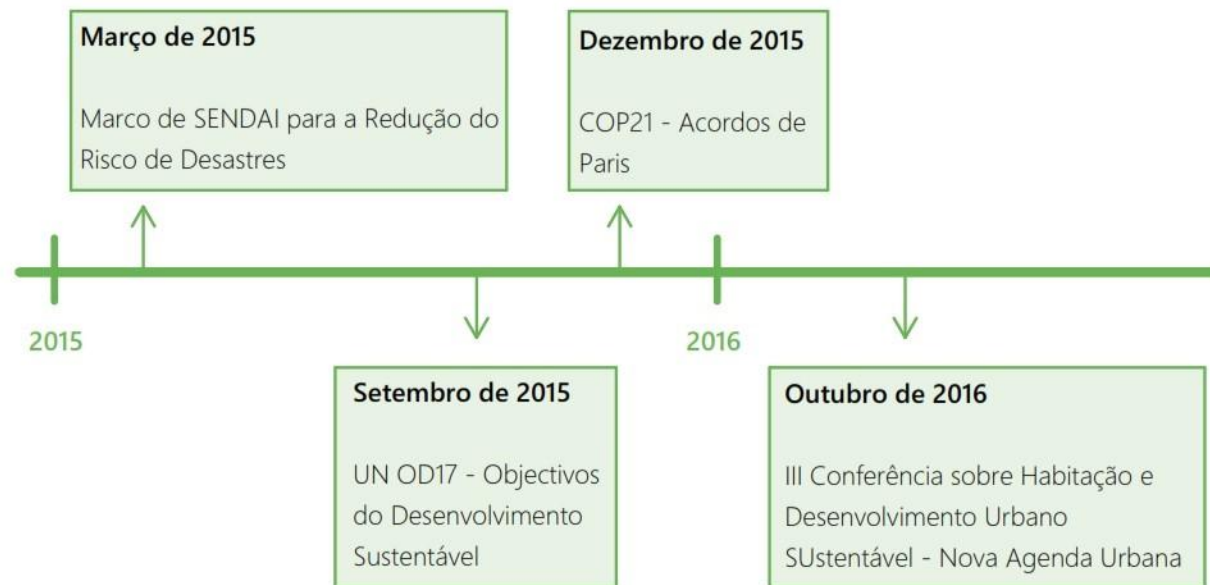 Março de 2015
Marco de SENDAI para a Redução do
Risco de Desastres
Dezembro de 2015
COP21 - Acordos de
Paris
2015
2016
Setembro de 2015
UN OD17 - Objectivos
do Desenvolvimento
Sustentável
Outubro de 2016
III Conferência sobre Habitação e
Desenvolvimento Urbano
SUstentável - Nova Agenda Urbana